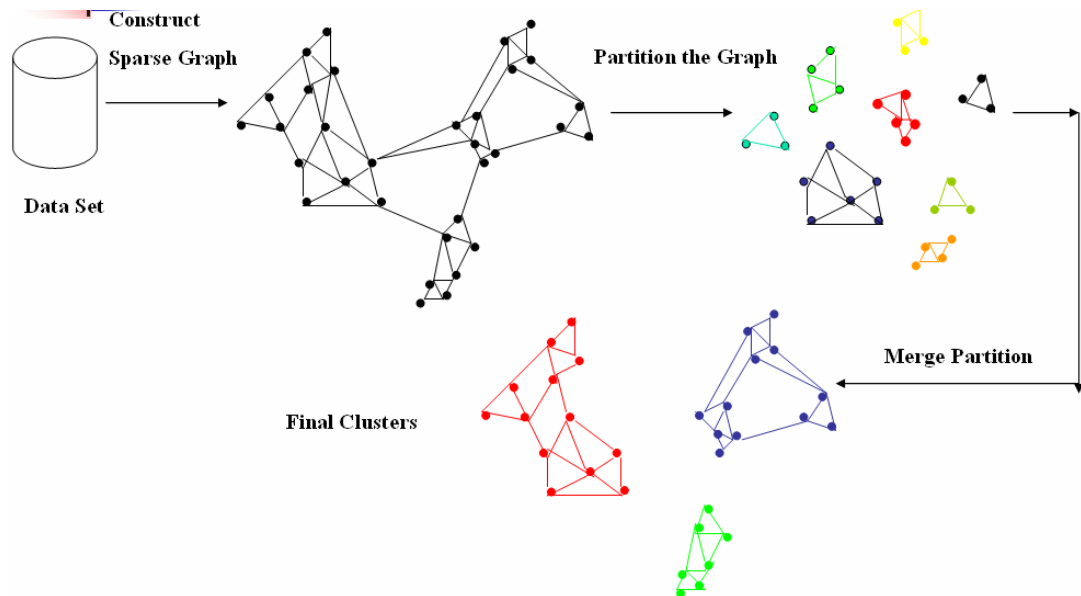 Construct
Sparse Graph
Partition the Graph
Data Set
Merge Partition
Final Clusters